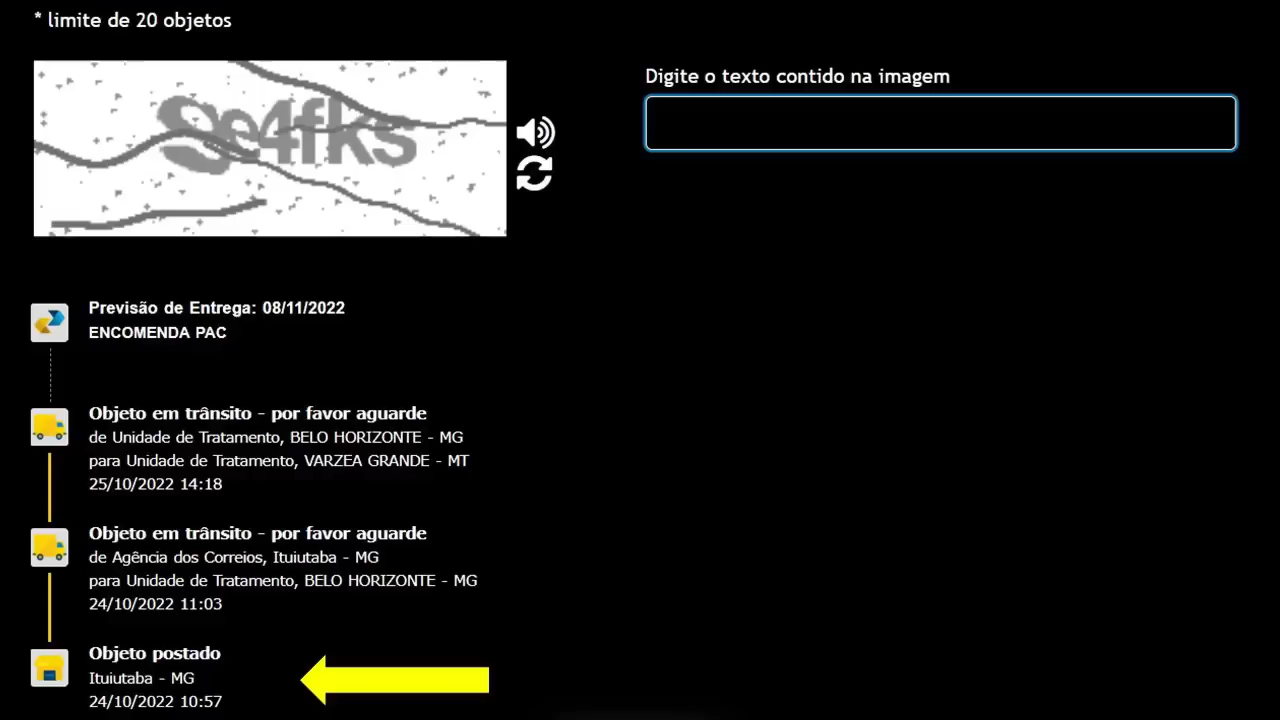 * limite de 20 objetos
Digite o texto contido na imagem
Previsão de Entrega: 08/11/2022
ENCOMENDA PAC
Objeto em trânsito - por favor aguarde
de Unidade de Tratamento, BELO HORIZONTE - MG
para Unidade de Tratamento, VARZEA GRANDE - MT
25/10/2022 14:18
Objeto em trânsito - por favor aguarde
de Agência dos Correios, Ituiutaba - MG
para Unidade de Tratamento, BELO HORIZONTE - MG
24/10/2022 11:03
Objeto postado
Ituiutaba - MG
24/10/2022 10:57